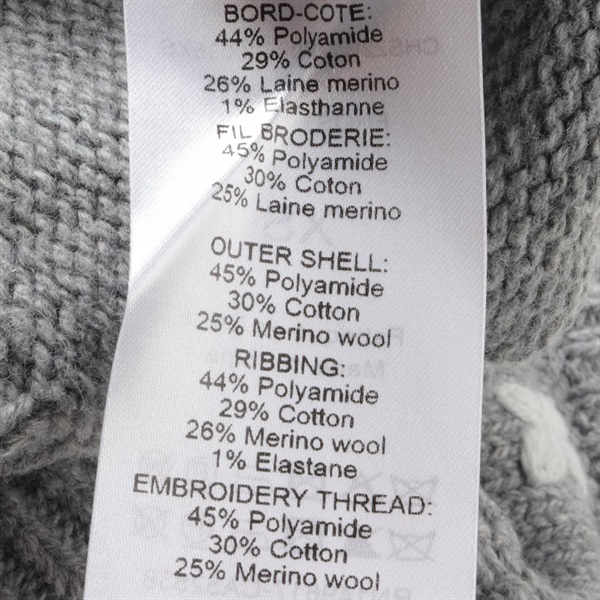 BORD-COTE:
44% Polyamide
29% Coton
26% Laine merino
1% Elasthanne
FIL BRODERIE:
45% Polyamide
30% Coton
25% Laine merino
OUTER SHELL:
45% Polyamide
30% Cotton
25% Merino wool
RIBBING:
44% Polyamide
29% Cotton
26% Merino wool
1% Elastane
EMBROIDERY THREAD:
45% Polyamide
30% Cotton
25% Merino wool